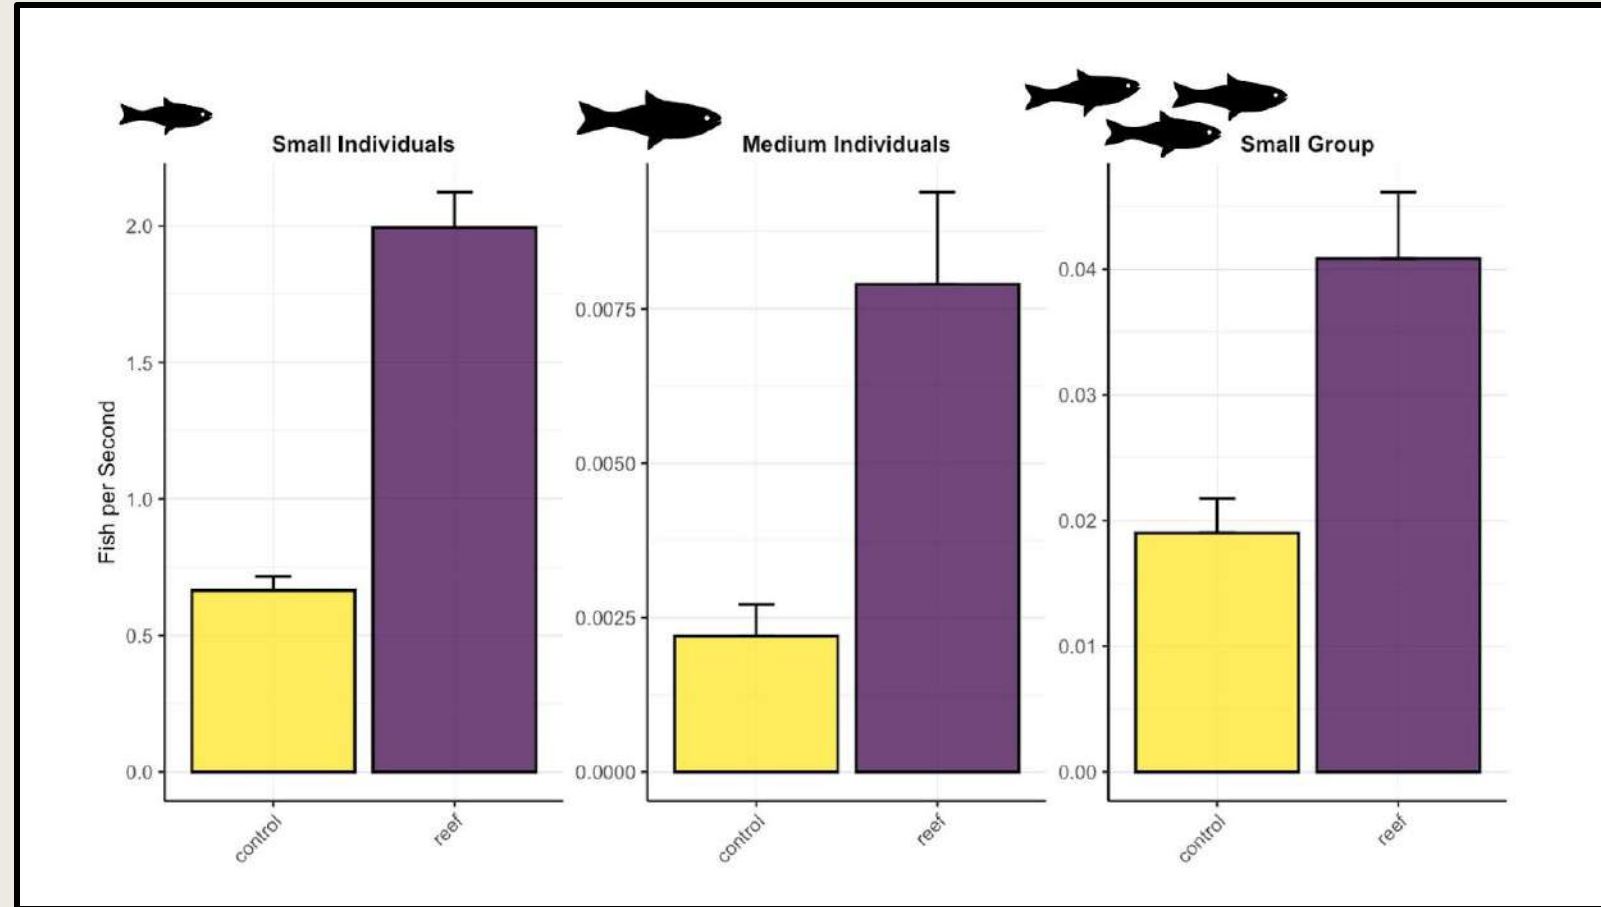 Small Individuals
Medium Individuals
Small Group
Fish per Second
2.0
1.5
1.0
0.5
0.0
control
reef
0.0075
0.0050
0.0025
0.0000
control
reef
0.04
0.03
0.02
0.01
0.00
control
reef